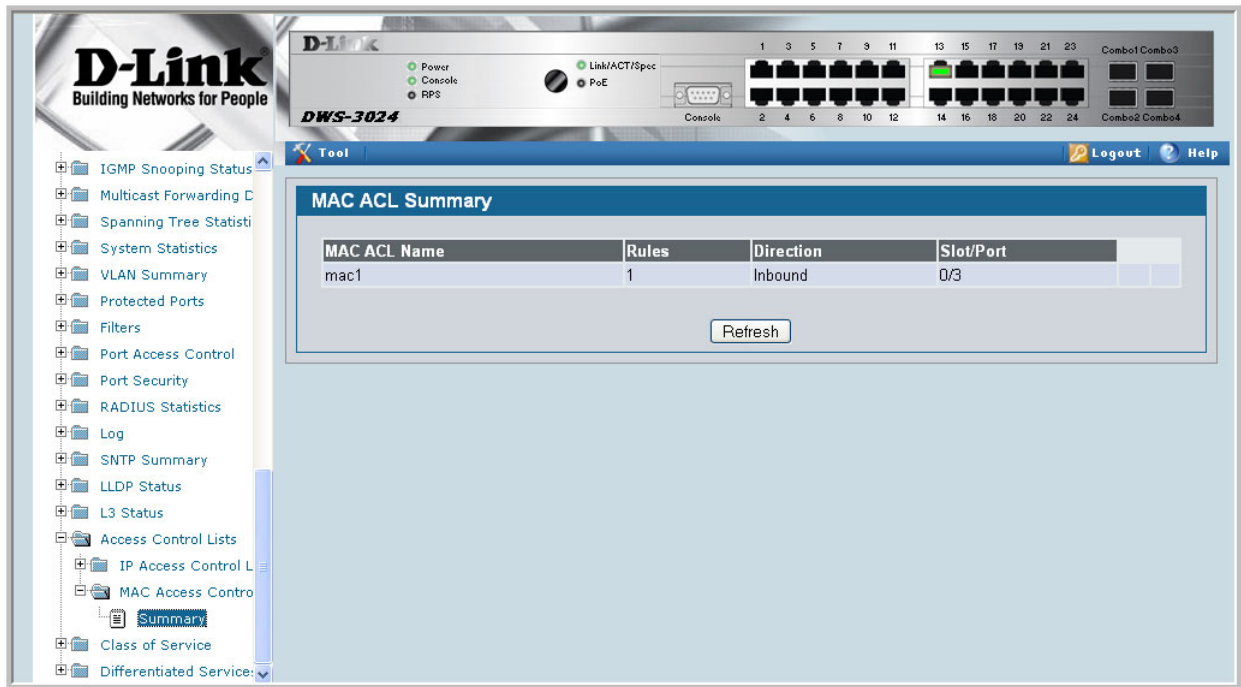 D-Link
Building Networks for People
D-Link
Power
Console
RPS
Link/ACT/Spec
PoE
DWS-3024
Console
1 3 5 7 9 11 13 15 17 19 21 23
Combo1 Combo3
2 4 6 8 10 12 14 16 18 20 22 24
Combo2 Combo4
Tool
Logout
Help
IGMP Snooping Status
Multicast Forwarding D
Spanning Tree Statisti
System Statistics
VLAN Summary
Protected Ports
Filters
Port Access Control
Port Security
RADIUS Statistics
Log
SNTP Summary
LLDP Status
L3 Status
Access Control Lists
IP Access Control L
MAC Access Contro
Summary
Class of Service
Differentiated Services
MAC ACL Summary
MAC ACL Name Rules Direction Slot/Port
mac1 1 Inbound 0/3
Refresh